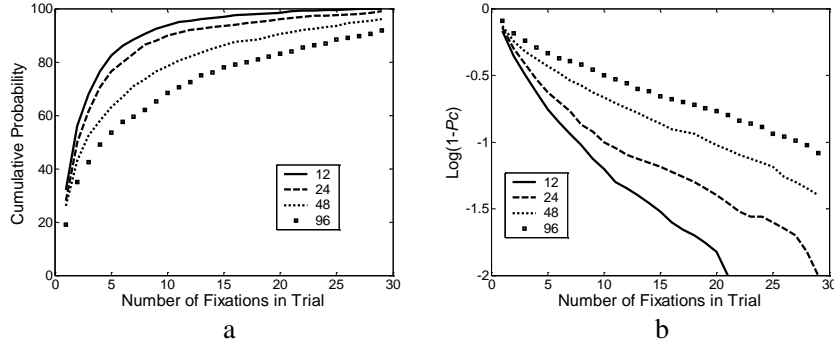 100
80
60
40
20
0
Cumulative Probability
12
24
48
96
0 5 10 15 20 25 30
Number of Fixations in Trial
a
0
-0.5
-1
-1.5
-2
Log(1-Pc)
12
24
48
96
0 5 10 15 20 25 30
Number of Fixations in Trial
b